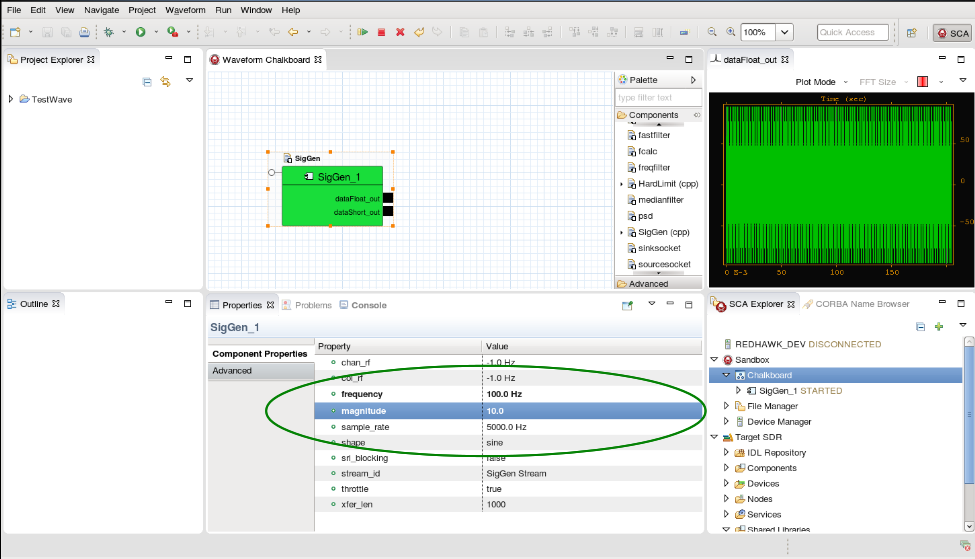 File Edit View Navigate Project Waveform Run Window Help
100% Quick Access SCA
Project Explorer
TestWave
Waveform Chalkboard
SigGen
SigGen_1
dataFloat_out
dataShort_out
Palette
type filter text
Components
fastfilter
fcalc
freqfilter
HardLimit (cpp)
medianfilter
psd
SigGen (cpp)
sinksocket
sourcesocket
Advanced
dataFloat_out
Plot Mode FFT Size
Time (sec)
50
0
-50
0 S-3 50 100 150
Outline
Properties Problems Console
SigGen_1
Component Properties
Advanced
Property Value
chan_rf -1.0 Hz
col_rf -1.0 Hz
frequency 100.0 Hz
magnitude 10.0
sample_rate 5000.0 Hz
shape sine
sri_blocking false
stream_id SigGen Stream
throttle true
xfer_len 1000
SCA Explorer CORBA Name Browser
REDHAWK_DEV DISCONNECTED
Sandbox
Chalkboard
SigGen_1 STARTED
File Manager
Device Manager
Target SDR
IDL Repository
Components
Devices
Nodes
Services
Shared Libraries